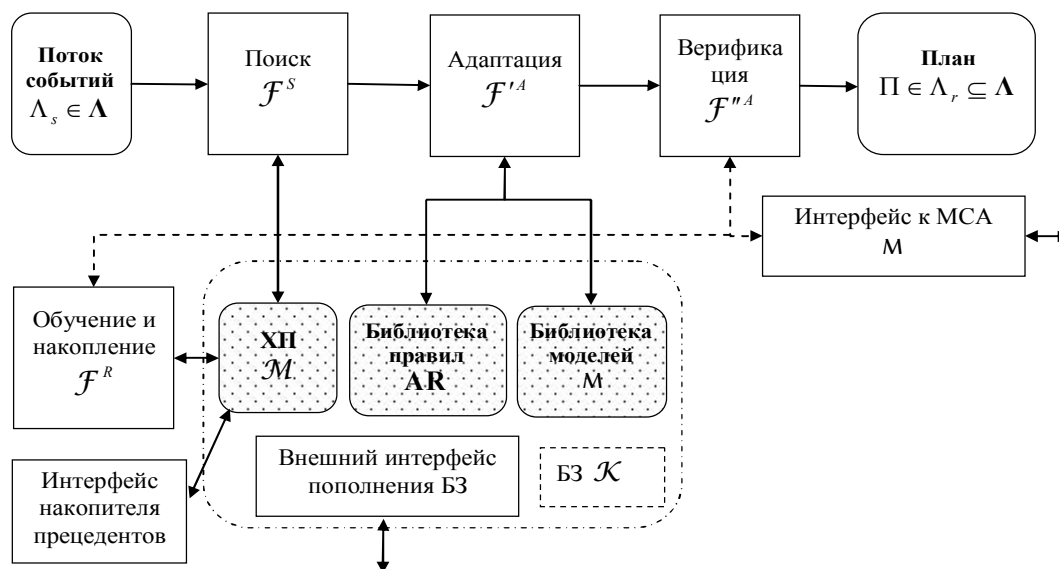 Поток
событий
Λ_s ∈ Λ
Поиск
ℱ^S
Адаптация
ℱ′^A
Верифика
ция
ℱ″^A
План
Π ∈ Λ_r ⊆ Λ
Интерфейс к МСА
M
Обучение и
накопление
ℱ^R
ХП
ℳ
Библиотека
правил
AR
Библиотека
моделей
M
Интерфейс
накопителя
прецедентов
Внешний интерфейс
пополнения БЗ
БЗ 𝒦